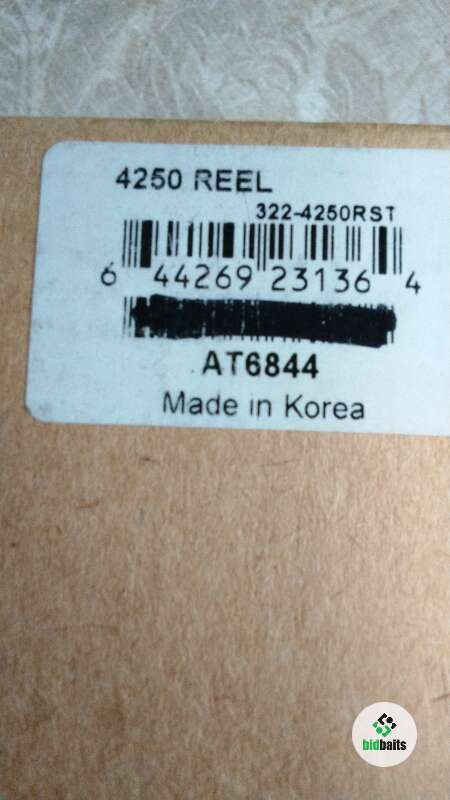 4250 REEL
322-4250RST
6 44269 23136 4
AT6844
Made in Korea
bidbaits